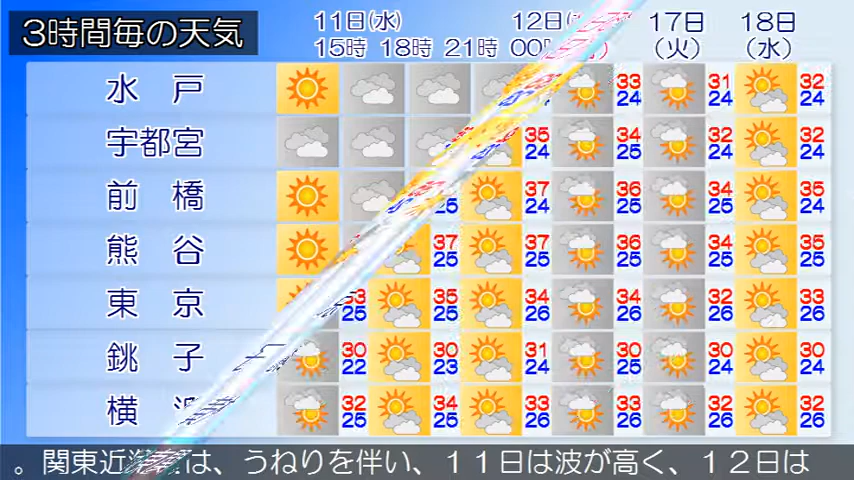 3時間毎の天気
11日(水) 12日 17日 18日
15時 18時 21時 00 (火) (水)
水戸 33 24 31 24 32 24
宇都宮 35 24 34 25 32 24 32 24
前橋 25 37 24 36 25 34 25 35 24
熊谷 37 25 37 25 36 25 34 25 35 25
東京 33 25 35 25 34 26 34 26 32 26 33 26
銚子 30 22 30 23 31 24 30 25 30 24 30 24
横 32 25 34 25 33 26 33 26 32 26 32 26
。関東近海では、うねりを伴い、11日は波が高く、12日は